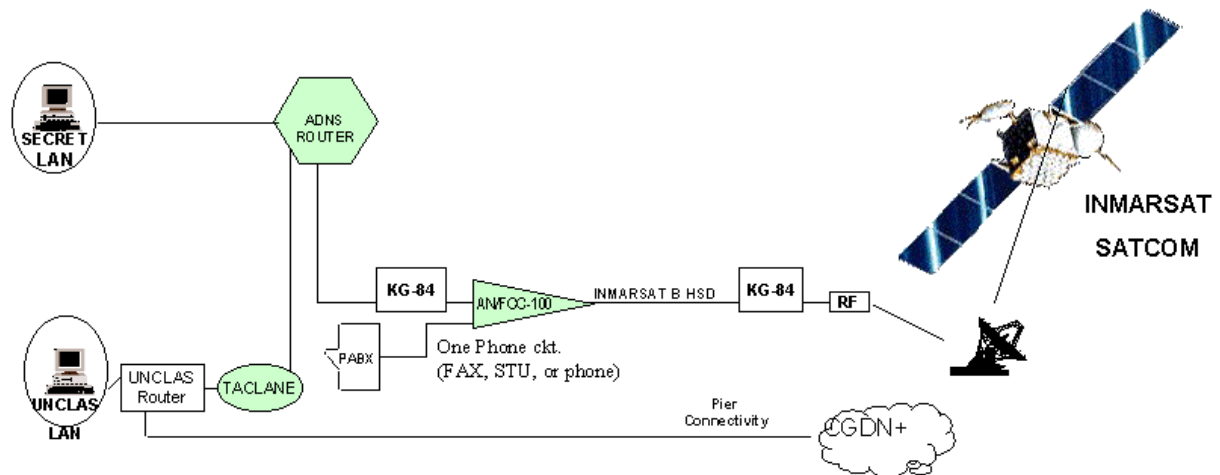 SECRET
LAN
ADNS
ROUTER
INMARSAT
SATCOM
KG-84
AN/FCC-100
INMARSAT B HSD
KG-84
RF
PABX
One Phone ckt.
(FAX, STU, or phone)
UNCLAS
LAN
UNCLAS
Router
TACLANE
Pier
Connectivity
CGDN+